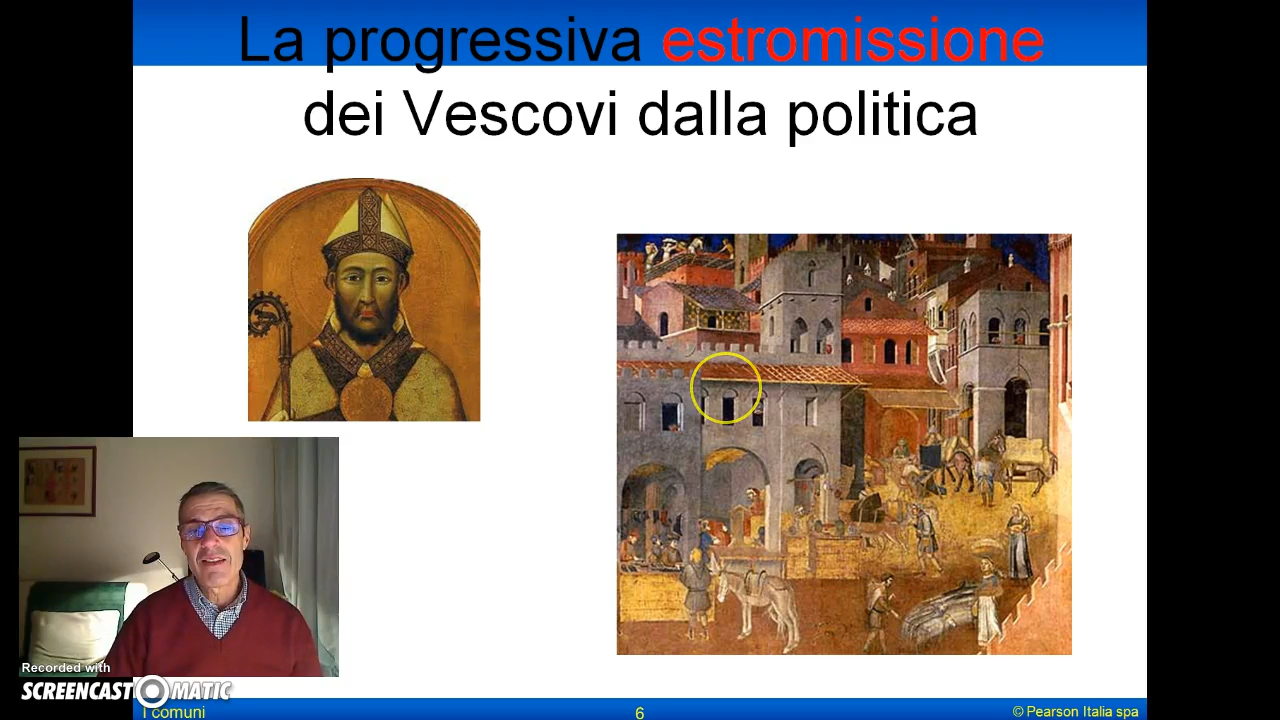 La progressiva estromissione
dei Vescovi dalla politica
Recorded with
SCREENCAST MATIC
I comuni
6
© Pearson Italia spa